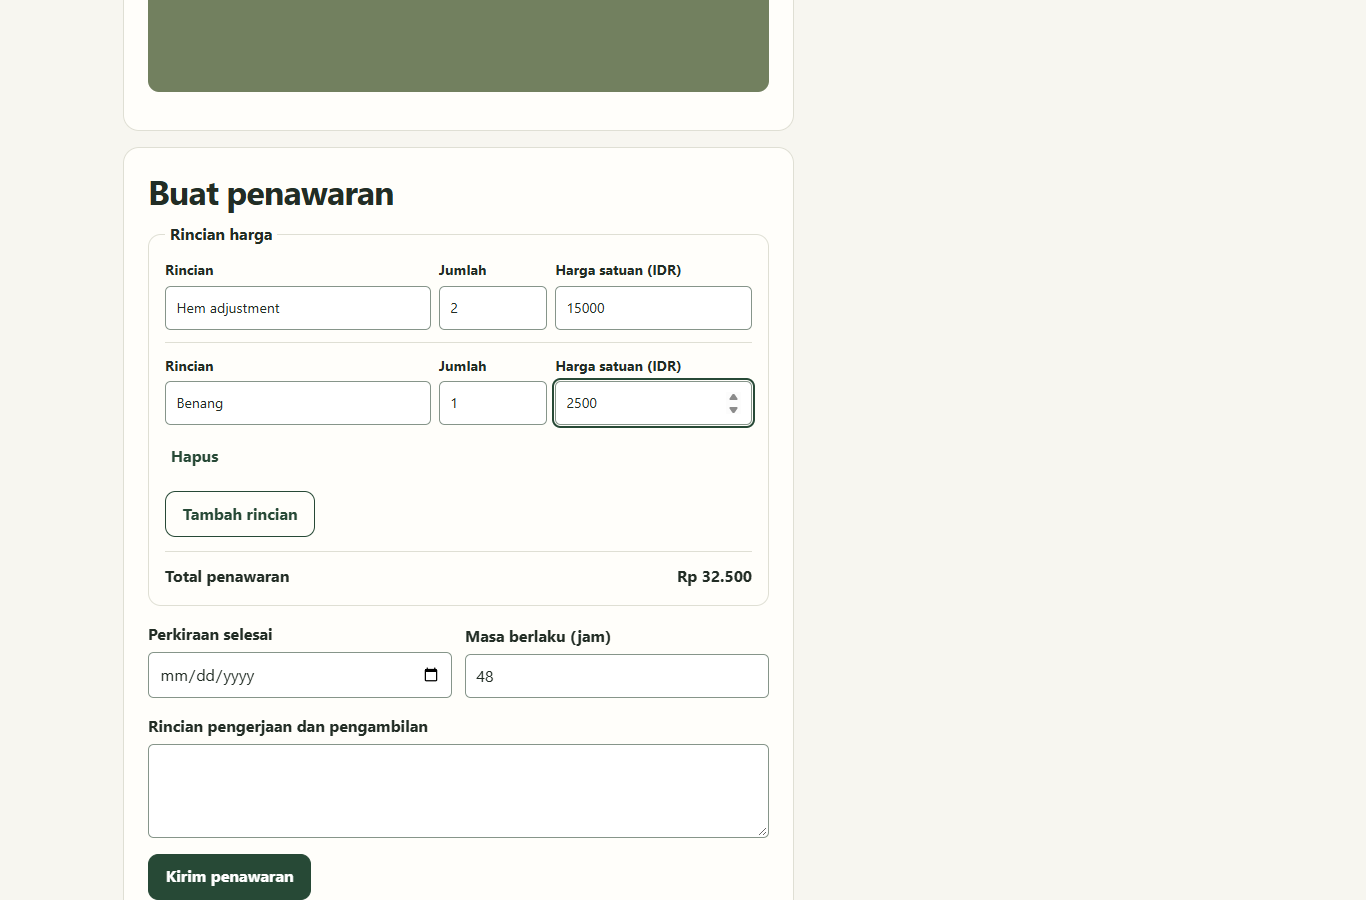 Buat penawaran
Rincian harga
Rincian Jumlah Harga satuan (IDR)
Hem adjustment 2 15000
Rincian Jumlah Harga satuan (IDR)
Benang 1 2500
Hapus
Tambah rincian
Total penawaran Rp 32.500
Perkiraan selesai Masa berlaku (jam)
mm/dd/yyyy 48
Rincian pengerjaan dan pengambilan
Kirim penawaran